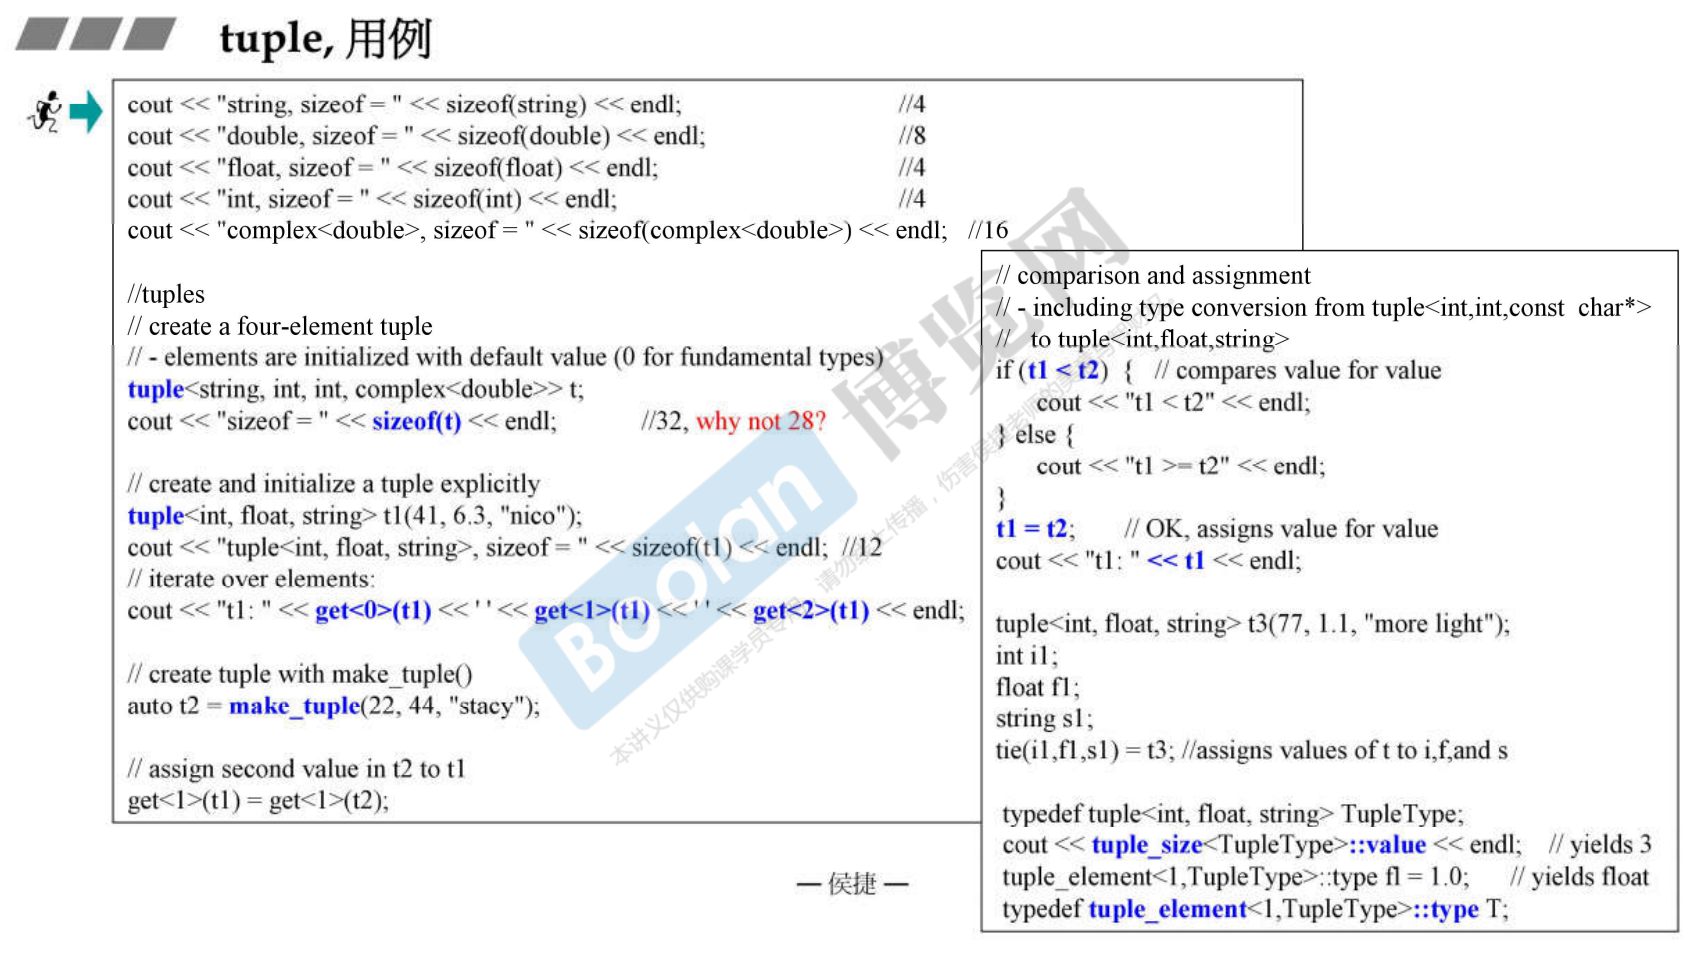 tuple, 用例
cout << "string, sizeof = " << sizeof(string) << endl; //4
cout << "double, sizeof = " << sizeof(double) << endl; //8
cout << "float, sizeof = " << sizeof(float) << endl; //4
cout << "int, sizeof = " << sizeof(int) << endl; //4
cout << "complex<double>, sizeof = " << sizeof(complex<double>) << endl; //16
//tuples
// create a four-element tuple
// - elements are initialized with default value (0 for fundamental types)
tuple<string, int, int, complex<double>> t;
cout << "sizeof = " << sizeof(t) << endl; //32, why not 28?
// create and initialize a tuple explicitly
tuple<int, float, string> t1(41, 6.3, "nico");
cout << "tuple<int, float, string>, sizeof = " << sizeof(t1) << endl; //12
// iterate over elements:
cout << "t1: " << get<0>(t1) << ' ' << get<1>(t1) << ' ' << get<2>(t1) << endl;
// create tuple with make_tuple()
auto t2 = make_tuple(22, 44, "stacy");
// assign second value in t2 to t1
get<1>(t1) = get<1>(t2);
// comparison and assignment
// - including type conversion from tuple<int,int,const char*>
// to tuple<int,float,string>
if (t1 < t2) { // compares value for value
cout << "t1 < t2" << endl;
} else {
cout << "t1 >= t2" << endl;
}
t1 = t2; // OK, assigns value for value
cout << "t1: " << t1 << endl;
tuple<int, float, string> t3(77, 1.1, "more light");
int i1;
float f1;
string s1;
tie(i1,f1,s1) = t3; //assigns values of t to i,f,and s
typedef tuple<int, float, string> TupleType;
cout << tuple_size<TupleType>::value << endl; // yields 3
tuple_element<1,TupleType>::type fl = 1.0; // yields float
typedef tuple_element<1,TupleType>::type T;
— 侯捷 —
Boolan
博览网
本讲义仅供购课学员专用，请勿上传播，伤害侯捷老师的